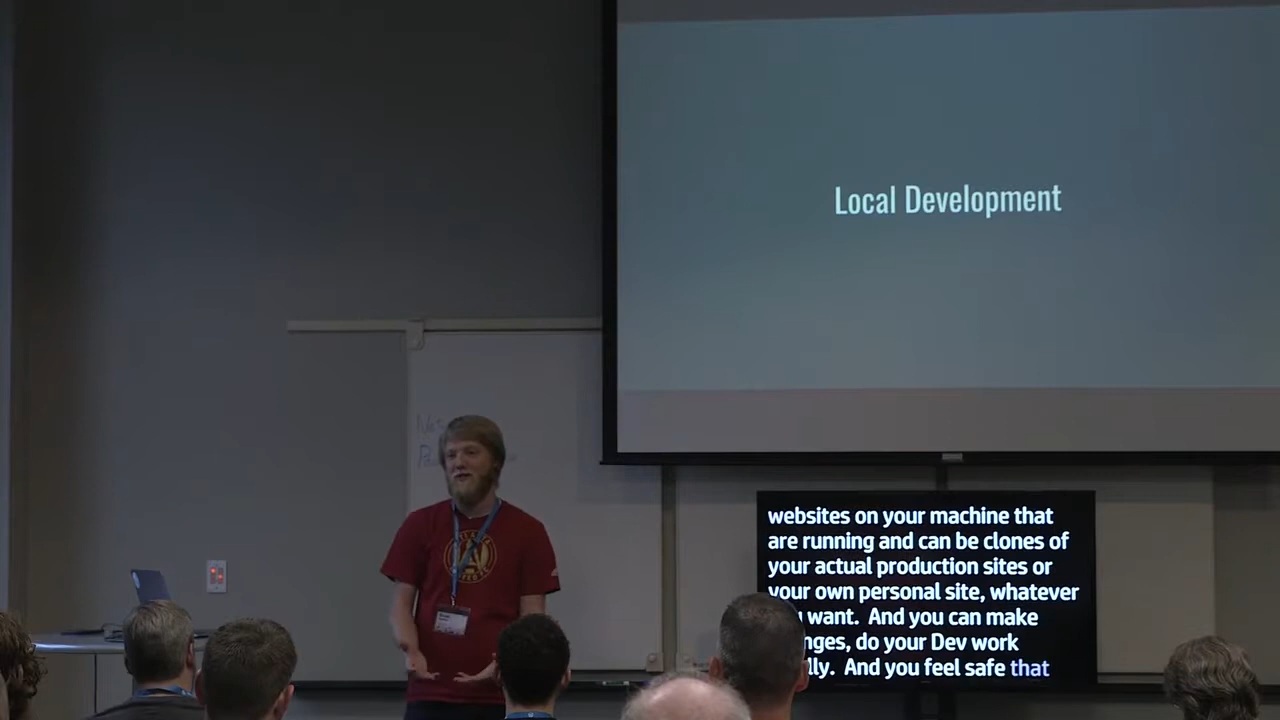 Local Development
websites on your machine that
are running and can be clones of
your actual production sites or
your own personal site, whatever
want. And you can make
do your Dev work
And you feel safe that